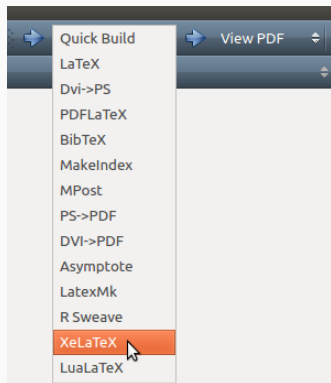 Quick Build
View PDF
LaTeX
Dvi->PS
PDFLaTeX
BibTeX
MakeIndex
MPost
PS->PDF
DVI->PDF
Asymptote
LatexMk
R Sweave
XeLaTeX
LuaLaTeX